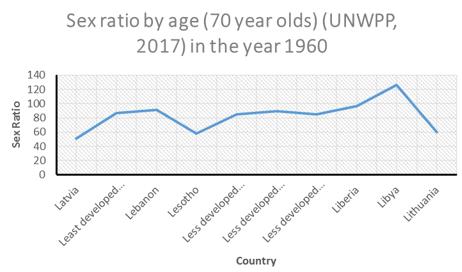 Sex ratio by age (70 year olds) (UNWPP,
2017) in the year 1960
140
120
100
80
60
40
20
0
Sex Ratio
Latvia
Least developed...
Lebanon
Lesotho
Less developed...
Less developed...
Less developed...
Liberia
Libya
Lithuania
Country